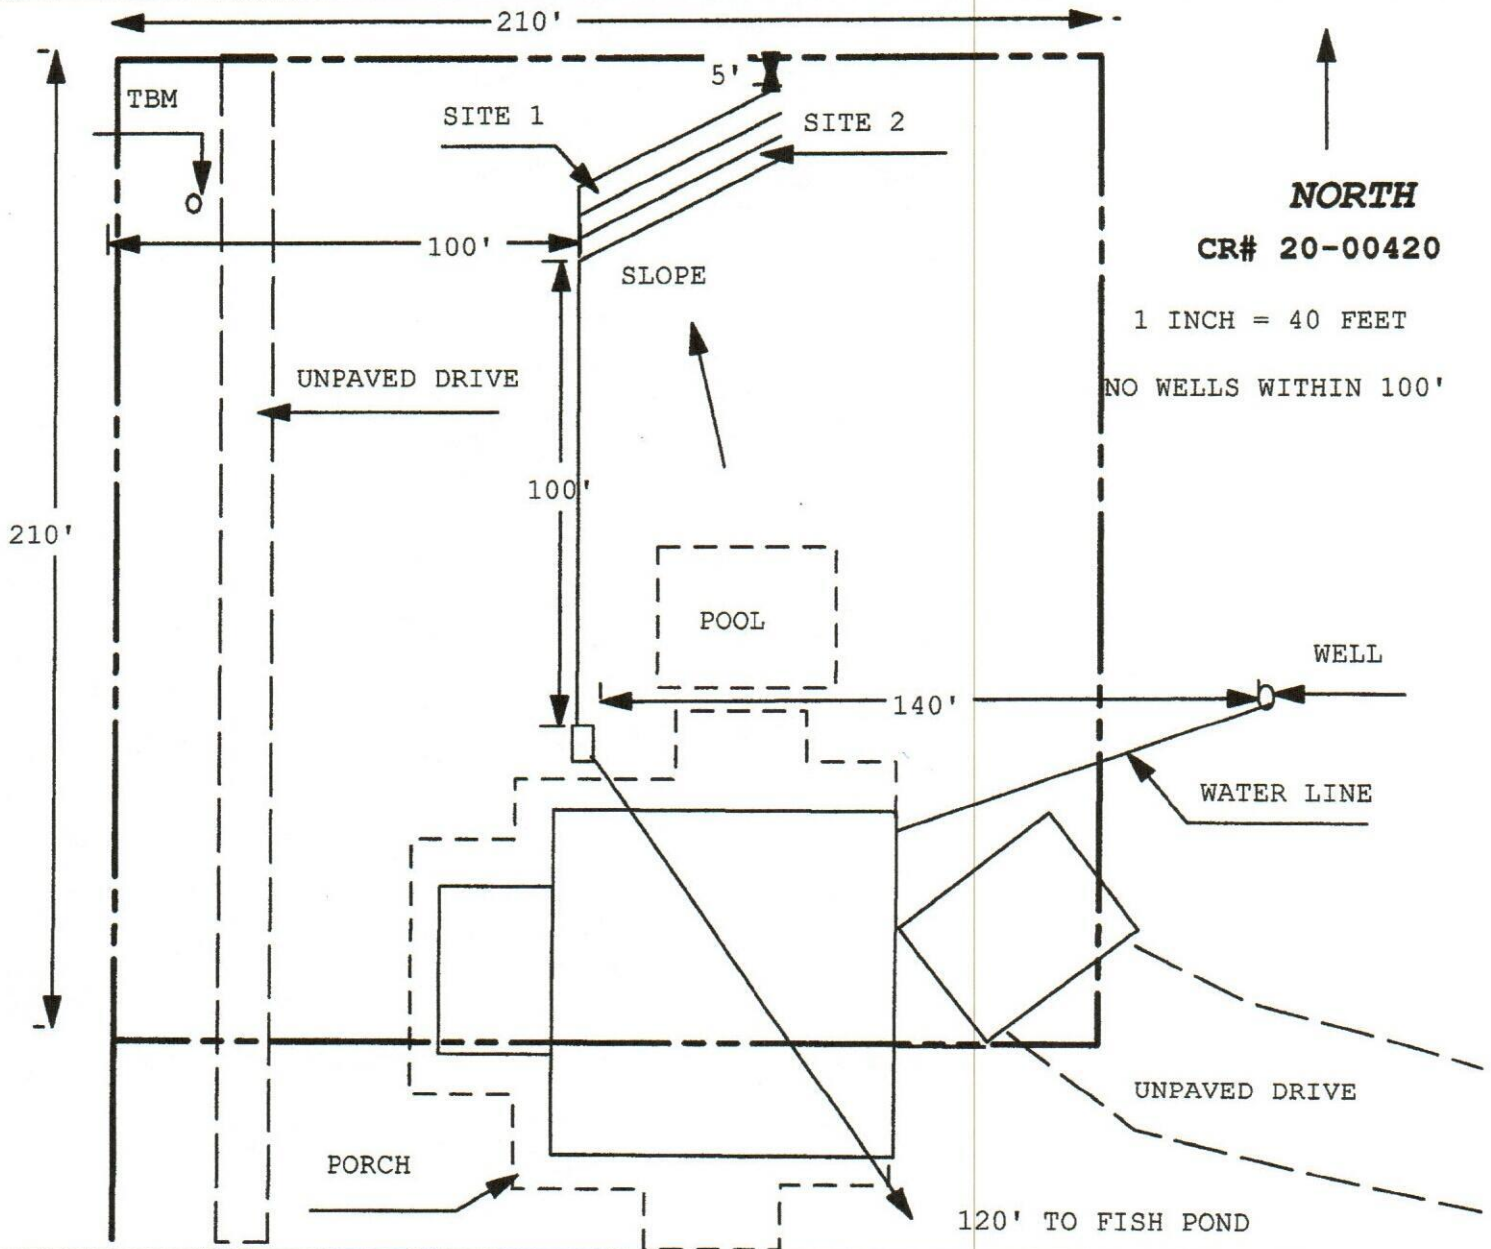 210'
5'
TBM
SITE 1
SITE 2
NORTH
100'
CR# 20-00420
SLOPE
1 INCH = 40 FEET
UNPAVED DRIVE
NO WELLS WITHIN 100'
100'
210'
POOL
WELL
140'
WATER LINE
UNPAVED DRIVE
PORCH
120' TO FISH POND